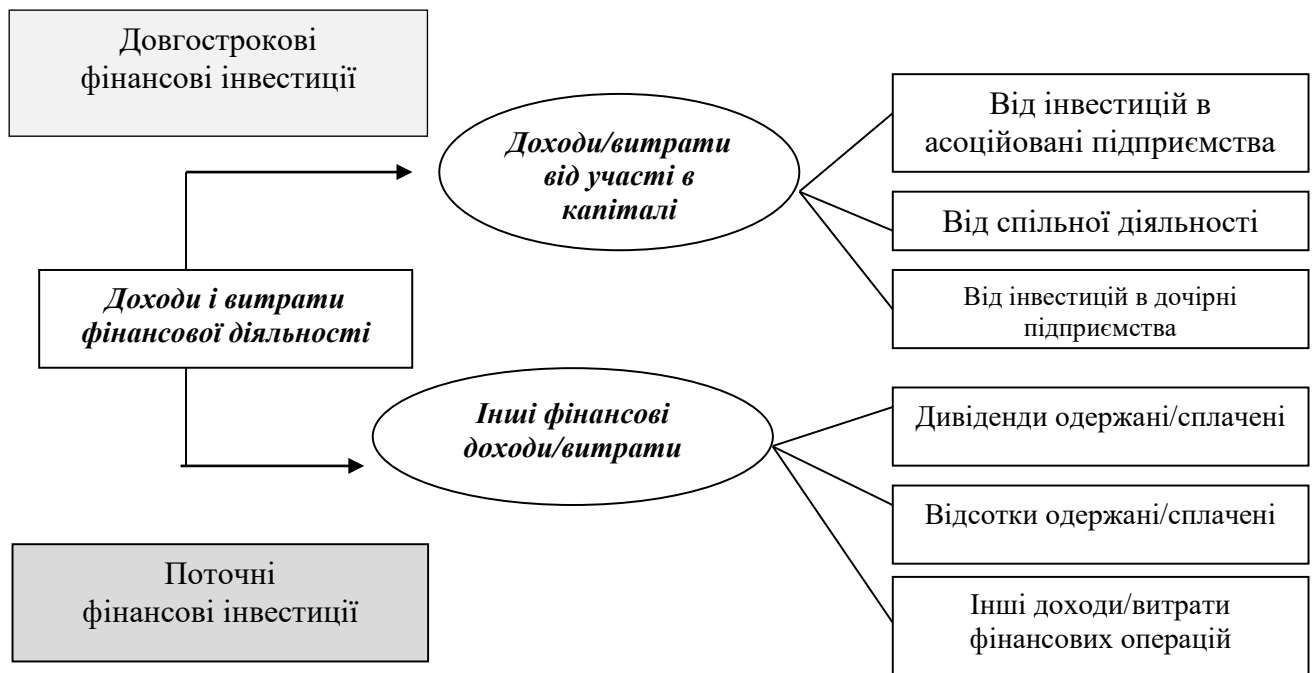 Довгострокові
фінансові інвестиції
Доходи/витрати
від участі в
капіталі
Від інвестицій в
асоційовані підприємства
Від спільної діяльності
Від інвестицій в дочірні
підприємства
Доходи і витрати
фінансової діяльності
Інші фінансові
доходи/витрати
Дивіденди одержані/сплачені
Відсотки одержані/сплачені
Інші доходи/витрати
фінансових операцій
Поточні
фінансові інвестиції